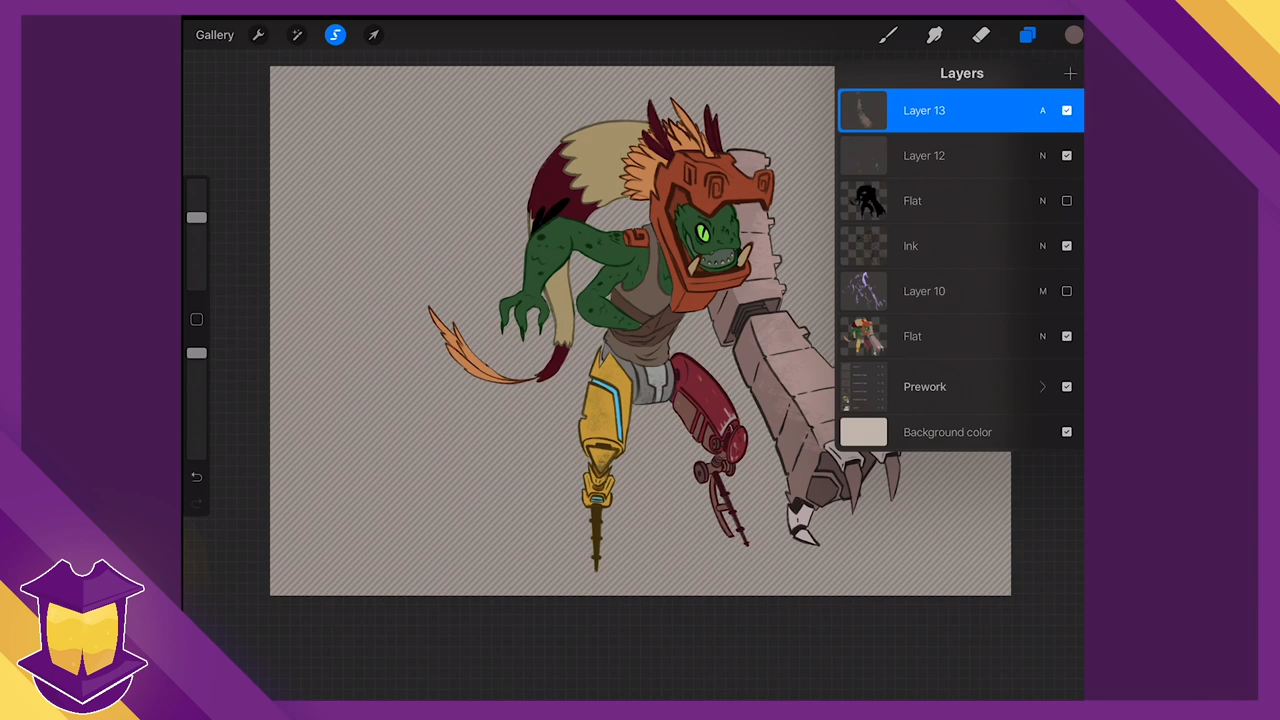 Gallery
Layers
Layer 13 A
Layer 12 N
Flat N
Ink N
Layer 10 M
Flat N
Prework
Background color